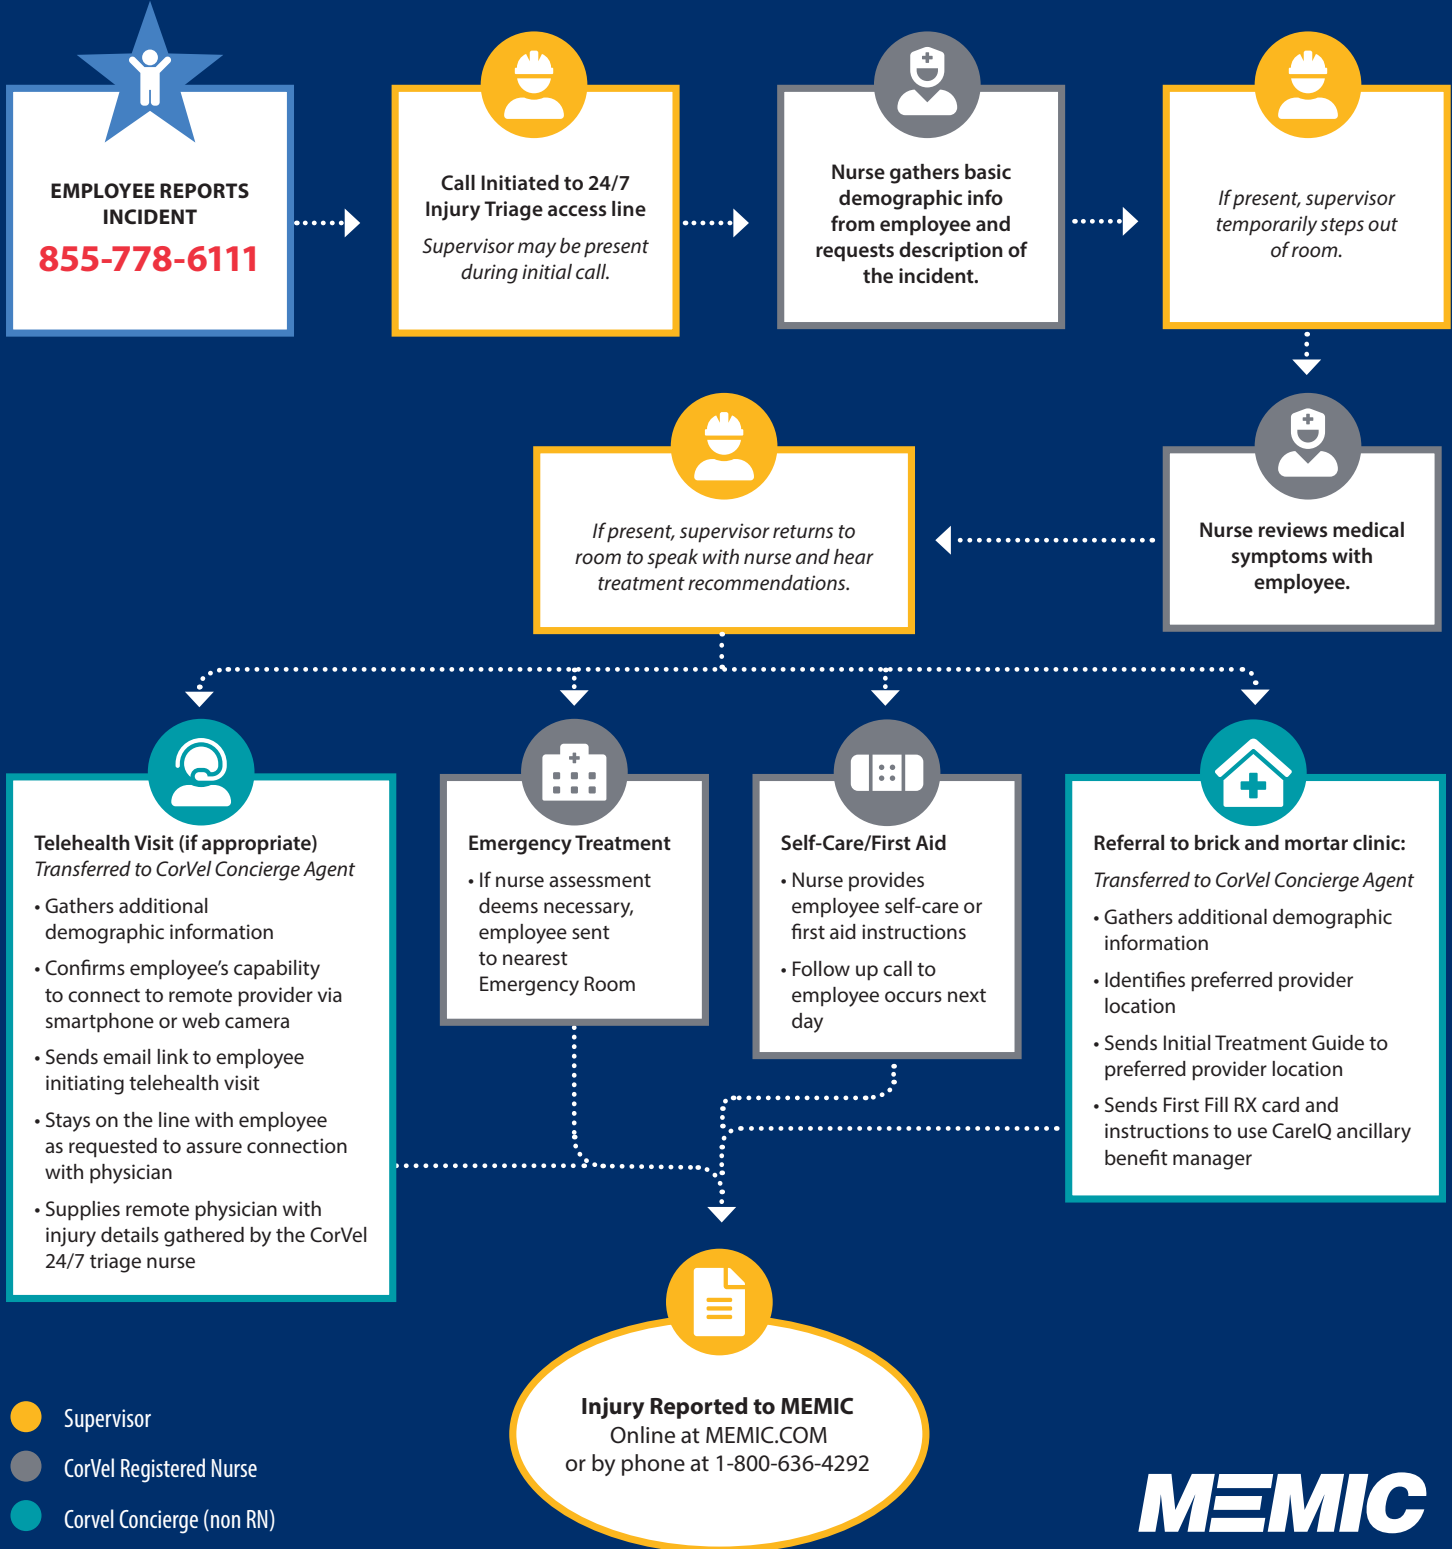 EMPLOYEE REPORTS
INCIDENT
855-778-6111
Call Initiated to 24/7
Injury Triage access line
Supervisor may be present
during initial call.
Nurse gathers basic
demographic info
from employee and
requests description of
the incident.
If present, supervisor
temporarily steps out
of room.
If present, supervisor returns to
room to speak with nurse and hear
treatment recommendations.
Nurse reviews medical
symptoms with
employee.
Telehealth Visit (if appropriate)
Transferred to CorVel Concierge Agent
• Gathers additional
demographic information
• Confirms employee’s capability
to connect to remote provider via
smartphone or web camera
• Sends email link to employee
initiating telehealth visit
• Stays on the line with employee
as requested to assure connection
with physician
• Supplies remote physician with
injury details gathered by the CorVel
24/7 triage nurse
Emergency Treatment
• If nurse assessment
deems necessary,
employee sent
to nearest
Emergency Room
Self-Care/First Aid
• Nurse provides
employee self-care or
first aid instructions
• Follow up call to
employee occurs next
day
Referral to brick and mortar clinic:
Transferred to CorVel Concierge Agent
• Gathers additional demographic
information
• Identifies preferred provider
location
• Sends Initial Treatment Guide to
preferred provider location
• Sends First Fill RX card and
instructions to use CareIQ ancillary
benefit manager
Injury Reported to MEMIC
Online at MEMIC.COM
or by phone at 1-800-636-4292
Supervisor
CorVel Registered Nurse
Corvel Concierge (non RN)
MEMIC